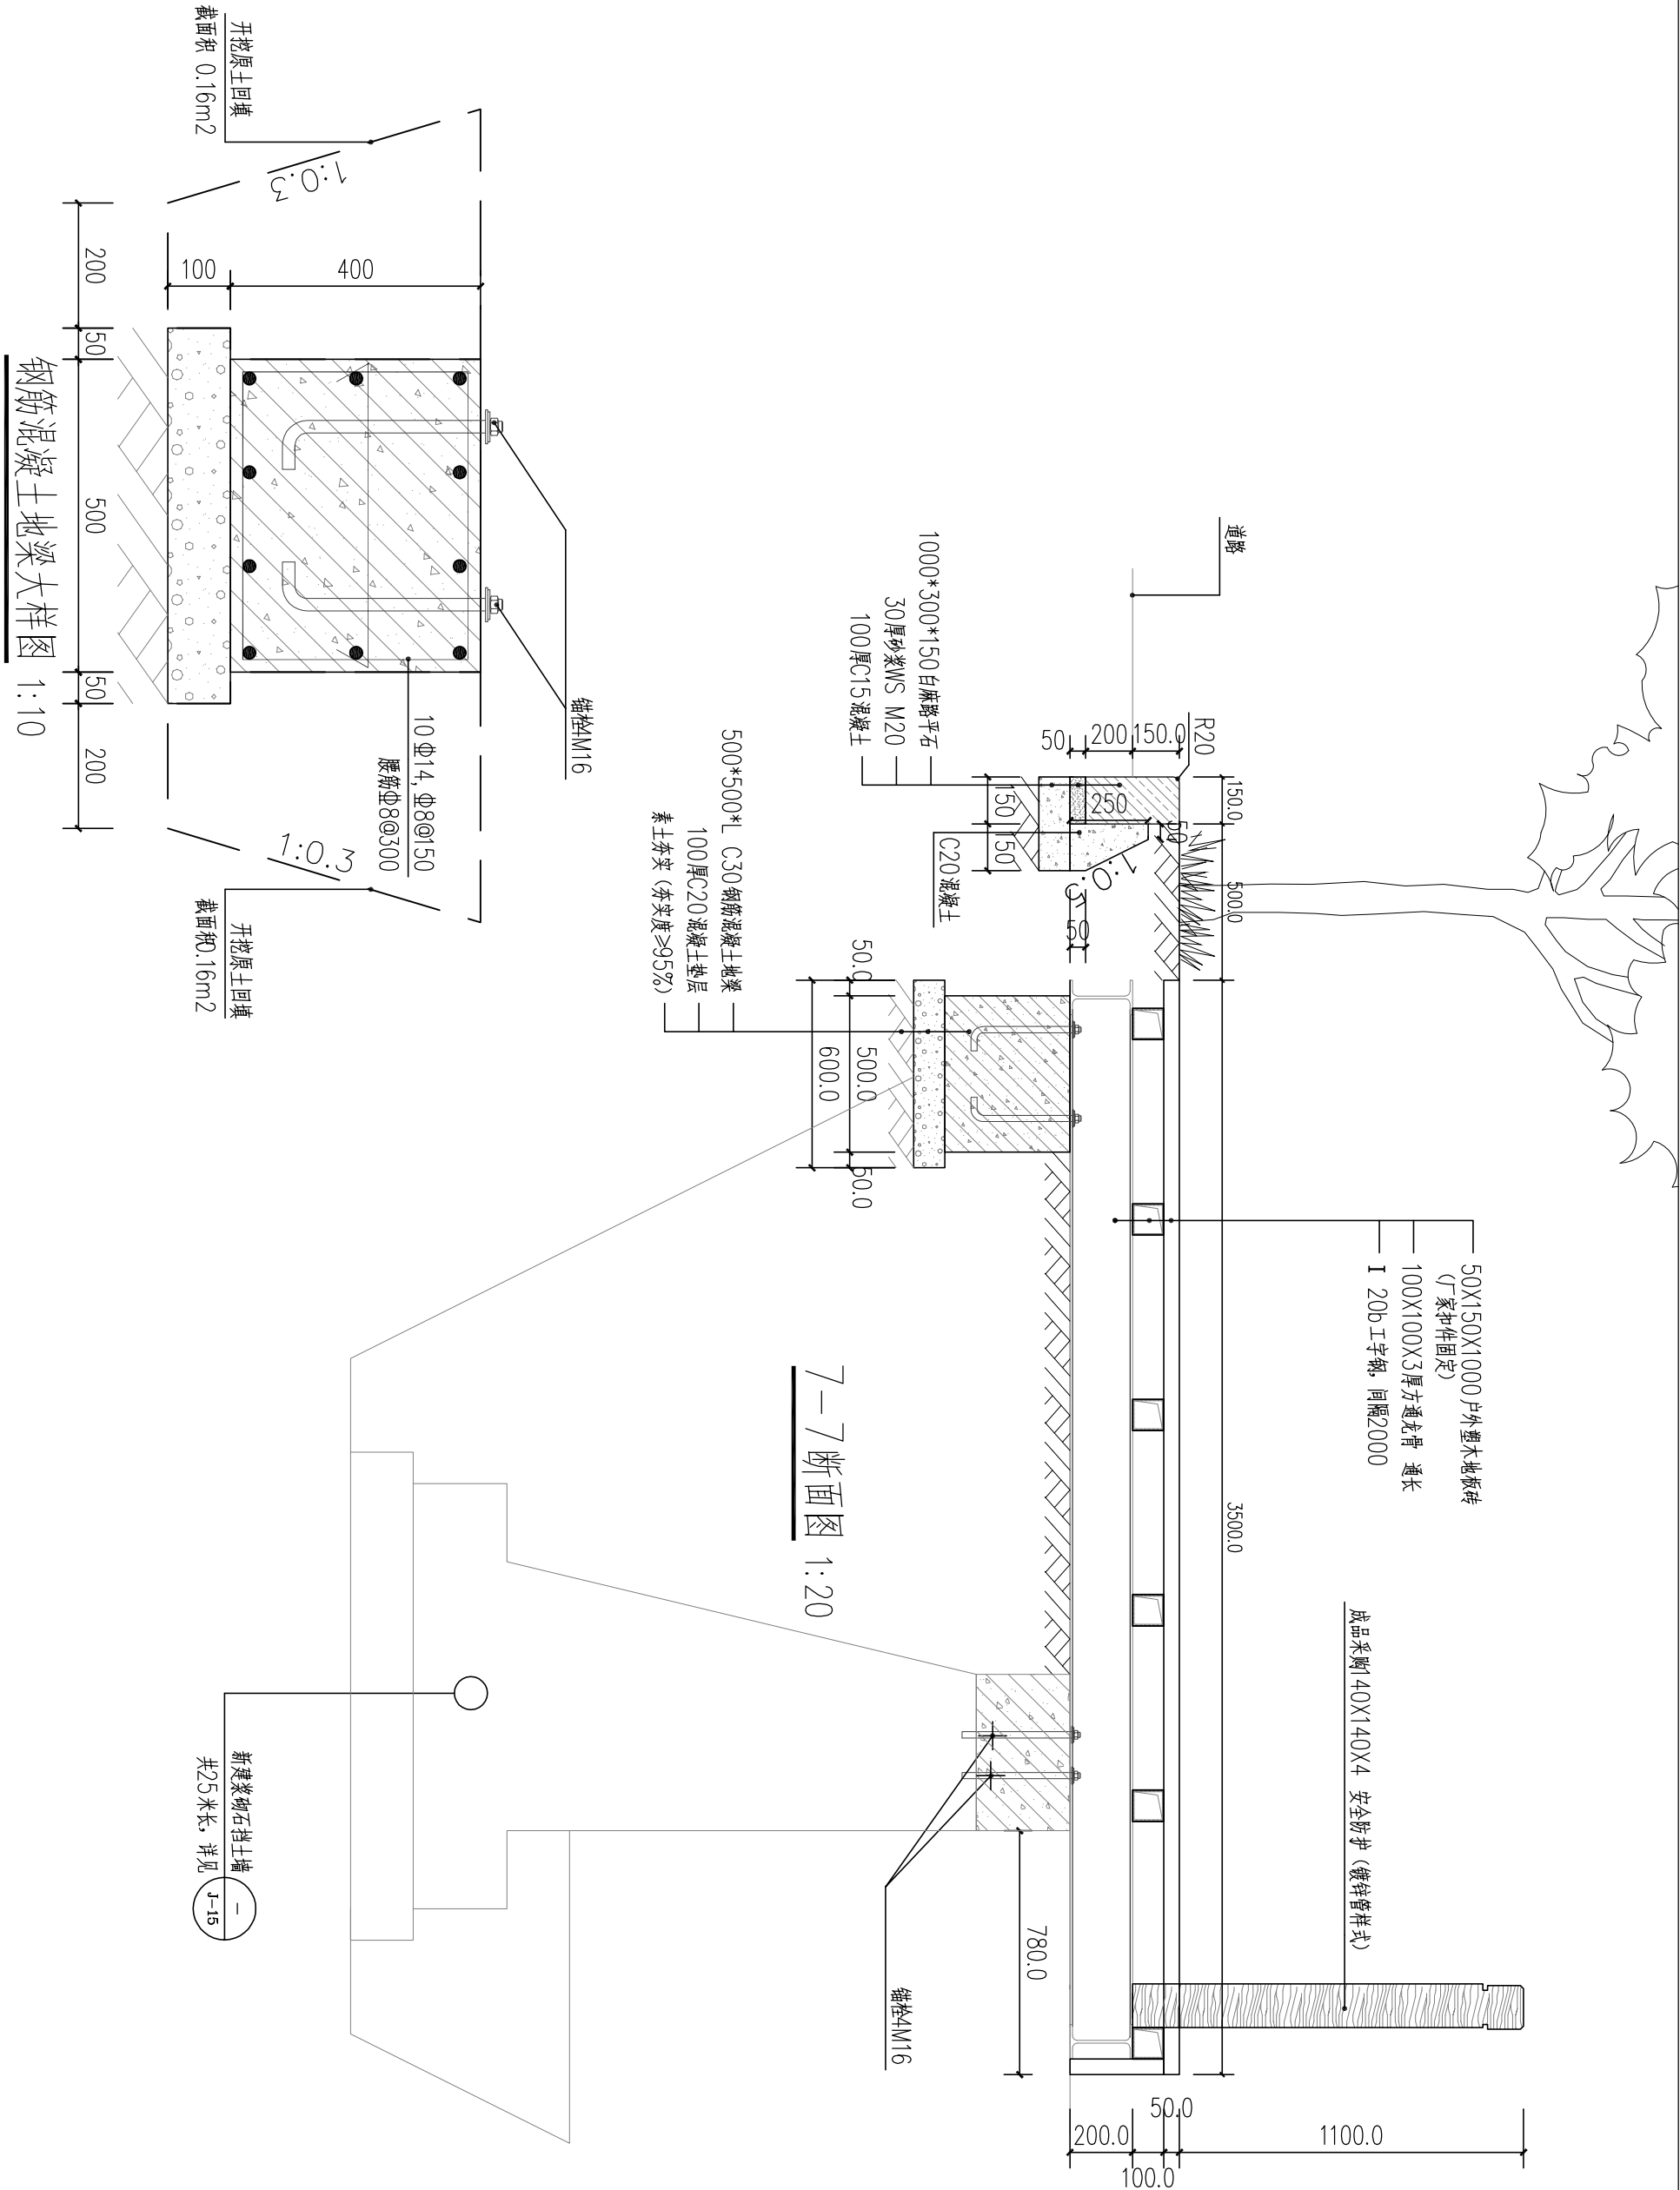 道路
R20
150.0
500.0
3500.0
50
200
150.0
250
50
150
150
1:0.5
50
1000*300*150白麻路平石
30厚砂浆WS M20
100厚C15混凝土
C20混凝土
50X150X1000户外塑木地板砖
(厂家扣件固定)
100X100X3厚方通龙骨 通长
I 20b工字钢，间隔2000
成品采购140X140X4 安全防护（镀锌管样式）
1100.0
50.0
100.0
200.0
780.0
锚栓4M16
500*500*L C30钢筋混凝土地梁
100厚C20混凝土垫层
素土夯实（夯实度≥95%）
50.0
500.0
50.0
600.0
7—7断面图 1:20
新建浆砌石挡土墙
共25米长，详见
—
J-15
开挖原土回填
截面积 0.16m2
1:0.3
400
100
锚栓4M16
10Φ14,Φ8@150
腰筋Φ8@300
1:0.3
开挖原土回填
截面积0.16m2
200
50
500
50
200
钢筋混凝土地梁大样图 1:10